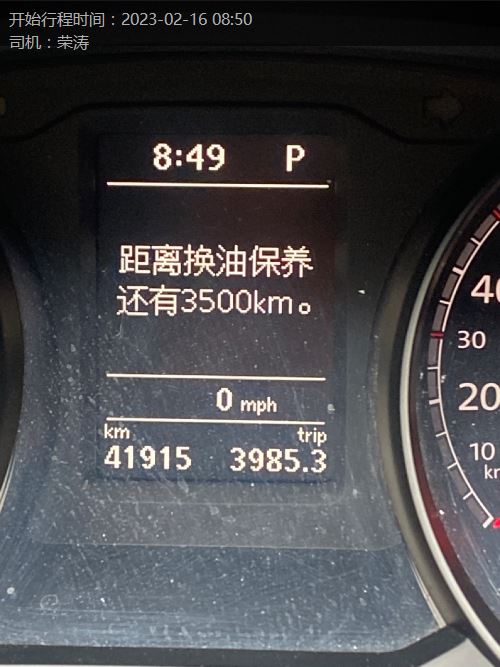 开始行程时间：2023-02-16 08:50
司机：荣涛
8:49 P
距离换油保养
还有3500km。
0 mph
km trip
41915 3985.3
30
20
10